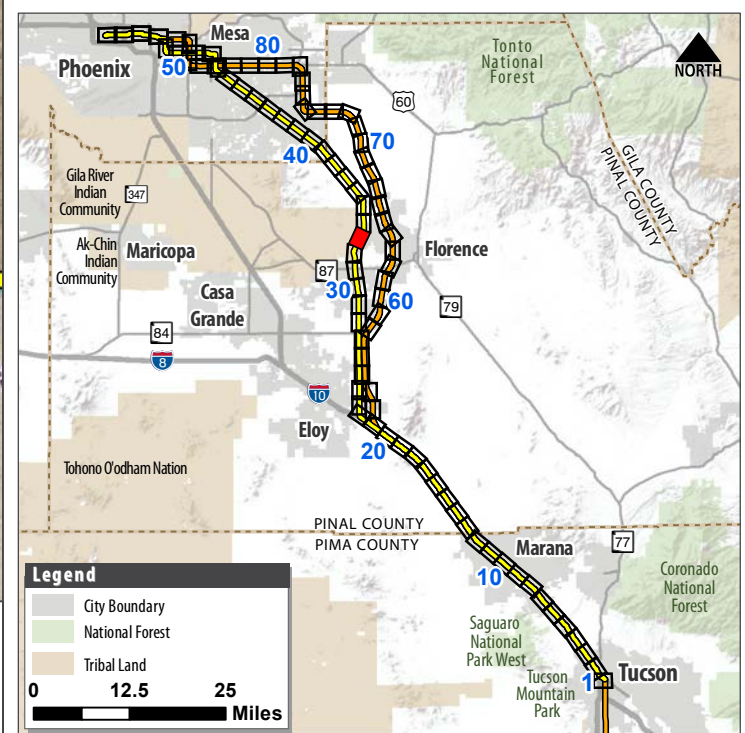 Mesa
80
Phoenix
50
Tonto
National
Forest
NORTH
60
70
40
GILA COUNTY
PINAL COUNTY
Gila River
Indian
Community
347
Ak-Chin
Indian
Community
Maricopa
Florence
87
30
60
Casa
Grande
79
84
8
10
Eloy
20
Tohono O'odham Nation
PINAL COUNTY
PIMA COUNTY
Marana
77
10
Coronado
National
Forest
Saguaro
National
Park West
Tucson
Mountain
Park
1
Tucson
Legend
City Boundary
National Forest
Tribal Land
0 12.5 25
Miles